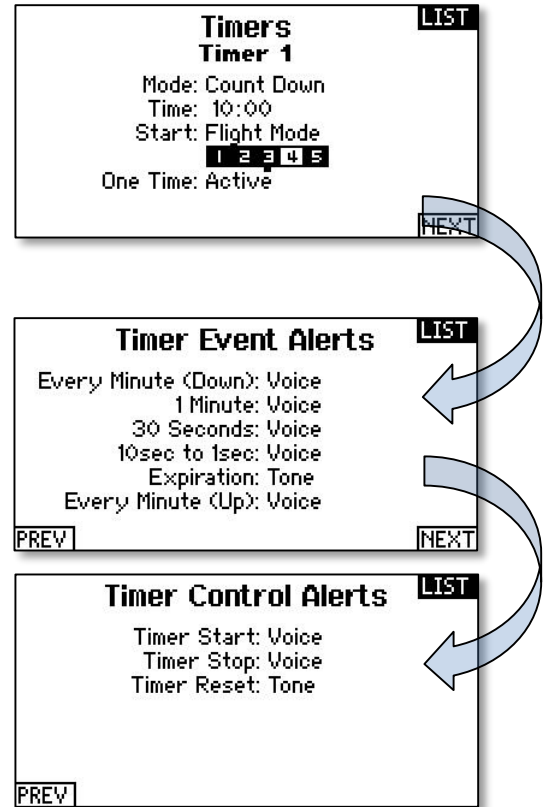 Timers
LIST
Timer 1
Mode: Count Down
Time: 10:00
Start: Flight Mode
1 2 3 4 5
One Time: Active
NEXT
Timer Event Alerts
LIST
Every Minute (Down): Voice
1 Minute: Voice
30 Seconds: Voice
10sec to 1sec: Voice
Expiration: Tone
Every Minute (Up): Voice
PREV
NEXT
Timer Control Alerts
LIST
Timer Start: Voice
Timer Stop: Voice
Timer Reset: Tone
PREV